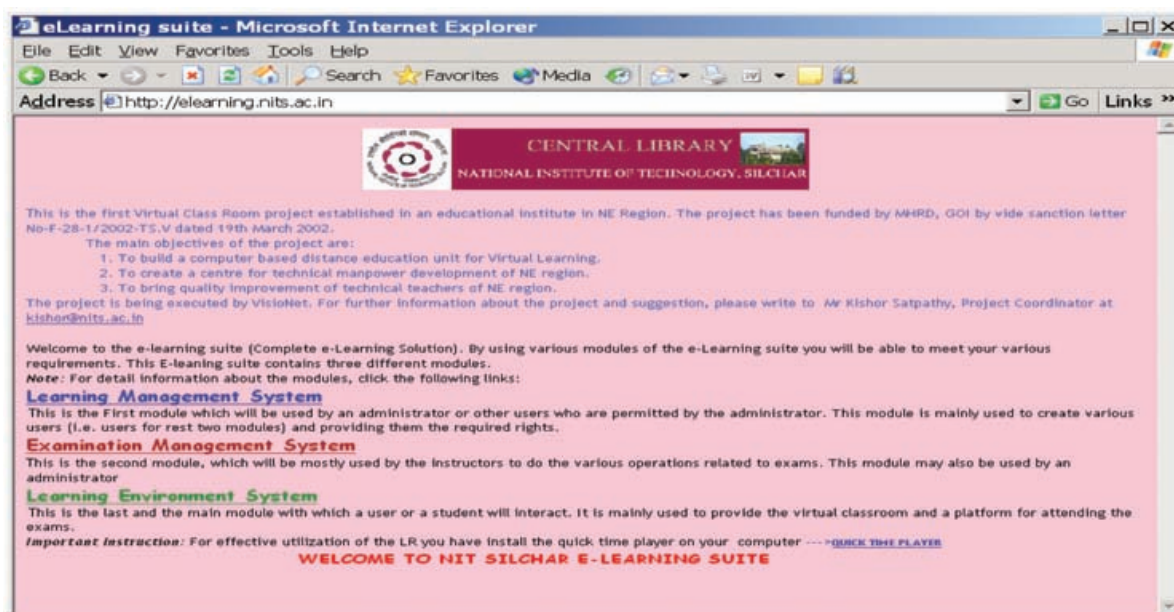 eLearning suite - Microsoft Internet Explorer
File Edit View Favorites Tools Help
Back Search Favorites Media
Address http://elearning.nits.ac.in Go Links »
CENTRAL LIBRARY
NATIONAL INSTITUTE OF TECHNOLOGY, SILCHAR
This is the first Virtual Class Room project established in an educational institute in NE Region. The project has been funded by MHRD, GOI by vide sanction letter
No-F-28-1/2002-TS.V dated 19th March 2002.
The main objectives of the project are:
1. To build a computer based distance education unit for Virtual Learning.
2. To create a centre for technical manpower development of NE region.
3. To bring quality improvement of technical teachers of NE region.
The project is being executed by VisioNet. For further information about the project and suggestion, please write to Mr Kishor Satpathy, Project Coordinator at
kishor@nits.ac.in
Welcome to the e-learning suite (Complete e-Learning Solution). By using various modules of the e-Learning suite you will be able to meet your various
requirements. This E-leaning suite contains three different modules.
Note: For detail information about the modules, click the following links:
Learning Management System
This is the First module which will be used by an administrator or other users who are permitted by the administrator. This module is mainly used to create various
users (i.e. users for rest two modules) and providing them the required rights.
Examination Management System
This is the second module, which will be mostly used by the instructors to do the various operations related to exams. This module may also be used by an
administrator
Learning Environment System
This is the last and the main module with which a user or a student will interact. It is mainly used to provide the virtual classroom and a platform for attending the
exams.
Important Instruction: For effective utilization of the LR you have install the quick time player on your computer --->QUICK TIME PLAYER
WELCOME TO NIT SILCHAR E-LEARNING SUITE